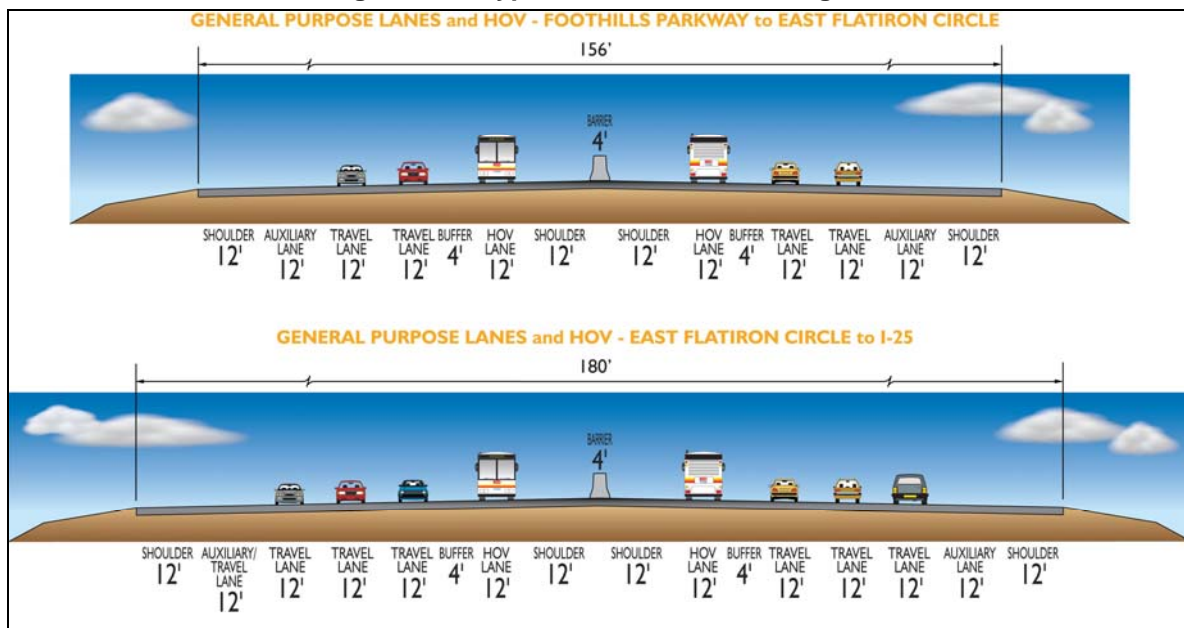 GENERAL PURPOSE LANES and HOV - FOOTHILLS PARKWAY to EAST FLATIRON CIRCLE
156'
BARRIER
4'
SHOULDER 12' AUXILIARY LANE 12' TRAVEL LANE 12' TRAVEL LANE 12' BUFFER 4' HOV LANE 12' SHOULDER 12' SHOULDER 12' HOV LANE 12' BUFFER 4' TRAVEL LANE 12' TRAVEL LANE 12' AUXILIARY LANE 12' SHOULDER 12'
GENERAL PURPOSE LANES and HOV - EAST FLATIRON CIRCLE to I-25
180'
BARRIER
4'
SHOULDER 12' AUXILIARY/ TRAVEL LANE 12' TRAVEL LANE 12' TRAVEL LANE 12' TRAVEL LANE 12' BUFFER 4' HOV LANE 12' SHOULDER 12' SHOULDER 12' HOV LANE 12' BUFFER 4' TRAVEL LANE 12' TRAVEL LANE 12' TRAVEL LANE 12' AUXILIARY LANE 12' SHOULDER 12'